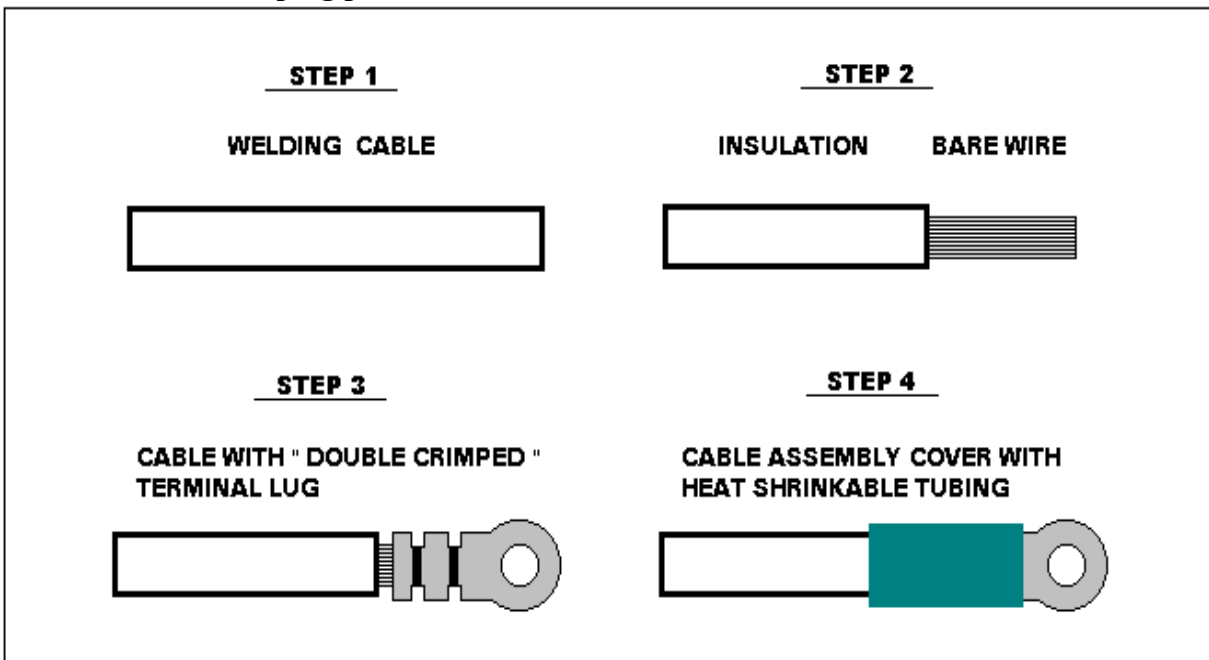 STEP 1
WELDING CABLE
STEP 2
INSULATION BARE WIRE
STEP 3
CABLE WITH " DOUBLE CRIMPED "
TERMINAL LUG
STEP 4
CABLE ASSEMBLY COVER WITH
HEAT SHRINKABLE TUBING